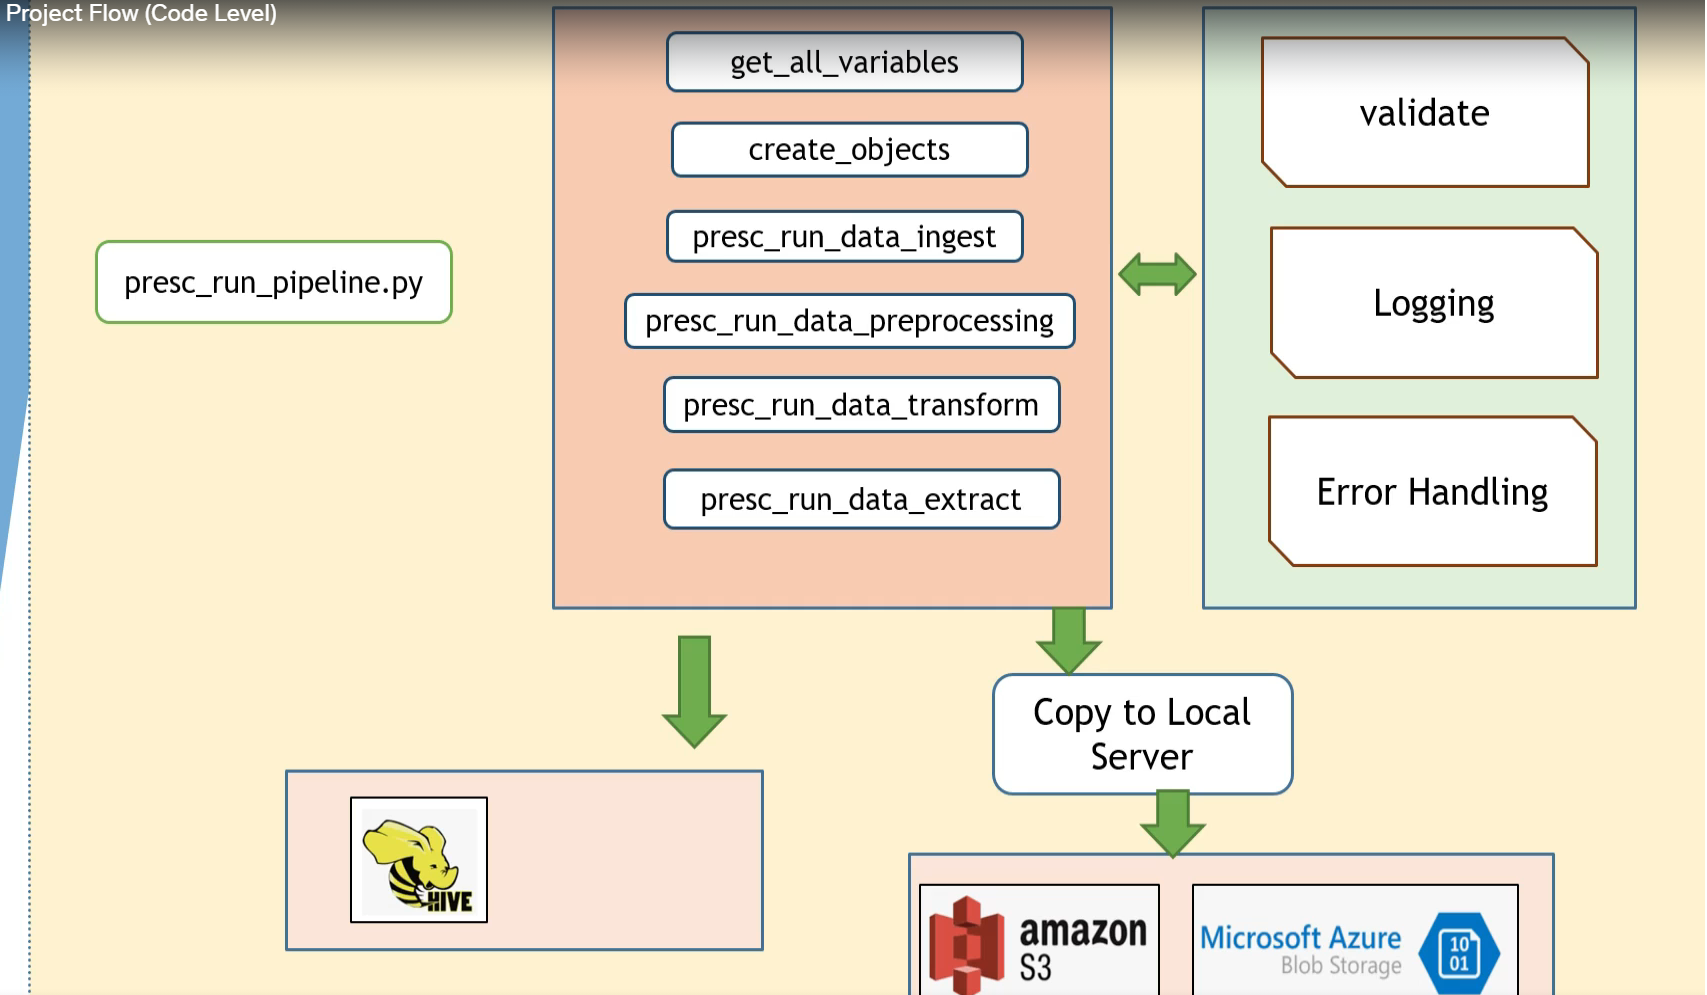 Project Flow (Code Level)
get_all_variables
create_objects
presc_run_data_ingest
presc_run_data_preprocessing
presc_run_data_transform
presc_run_data_extract
presc_run_pipeline.py
validate
Logging
Error Handling
Copy to Local
Server
HIVE
amazon
S3
Microsoft Azure
Blob Storage
10
01